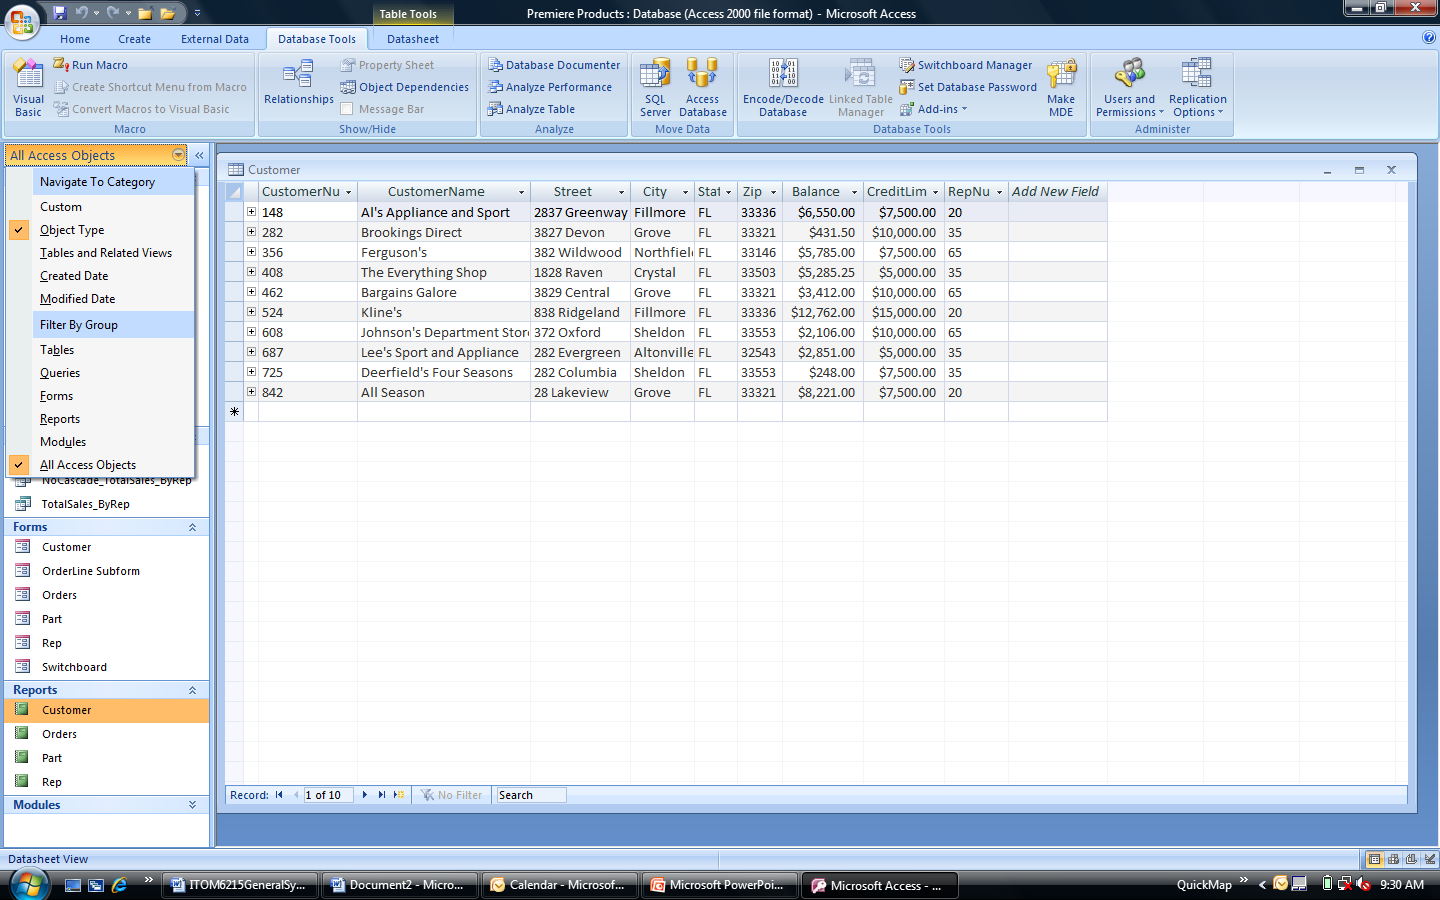 Table Tools
Premiere Products : Database (Access 2000 file format) - Microsoft Access
Home Create External Data Database Tools Datasheet
Visual Basic
Run Macro
Create Shortcut Menu from Macro
Convert Macros to Visual Basic
Macro
Relationships
Property Sheet
Object Dependencies
Message Bar
Show/Hide
Database Documenter
Analyze Performance
Analyze Table
Analyze
SQL Server
Access Database
Move Data
Encode/Decode Database
Linked Table Manager
Switchboard Manager
Set Database Password
Add-ins
Make MDE
Database Tools
Users and Permissions
Replication Options
Administer
All Access Objects
Navigate To Category
Custom
Object Type
Tables and Related Views
Created Date
Modified Date
Filter By Group
Tables
Queries
Forms
Reports
Modules
All Access Objects
NoCascade_TotalSales_ByRep
TotalSales_ByRep
Forms
Customer
OrderLine Subform
Orders
Part
Rep
Switchboard
Reports
Customer
Orders
Part
Rep
Modules
Customer
CustomerNu CustomerName Street City Stat Zip Balance CreditLim RepNu Add New Field
148 Al's Appliance and Sport 2837 Greenway Fillmore FL 33336 $6,550.00 $7,500.00 20
282 Brookings Direct 3827 Devon Grove FL 33321 $431.50 $10,000.00 35
356 Ferguson's 382 Wildwood Northfiel FL 33146 $5,785.00 $7,500.00 65
408 The Everything Shop 1828 Raven Crystal FL 33503 $5,285.25 $5,000.00 35
462 Bargains Galore 3829 Central Grove FL 33321 $3,412.00 $10,000.00 65
524 Kline's 838 Ridgeland Fillmore FL 33336 $12,762.00 $15,000.00 20
608 Johnson's Department Store 372 Oxford Sheldon FL 33553 $2,106.00 $10,000.00 65
687 Lee's Sport and Appliance 282 Evergreen Altonville FL 32543 $2,851.00 $5,000.00 35
725 Deerfield's Four Seasons 282 Columbia Sheldon FL 33553 $248.00 $7,500.00 35
842 All Season 28 Lakeview Grove FL 33321 $8,221.00 $7,500.00 20
Record: 1 of 10 No Filter Search
Datasheet View
ITOM6215GeneralSy... Document2 - Micro... Calendar - Microsof... Microsoft PowerPoi... Microsoft Access - ... QuickMap 9:30 AM